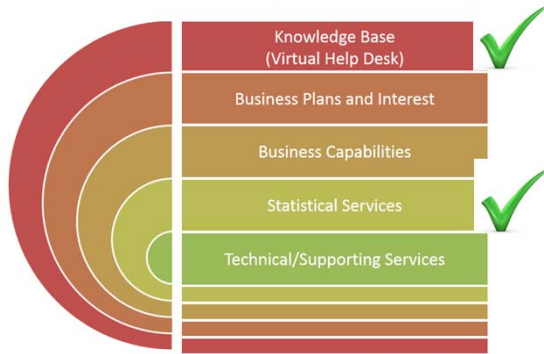 Knowledge Base
(Virtual Help Desk)
Business Plans and Interest
Business Capabilities
Statistical Services
Technical/Supporting Services